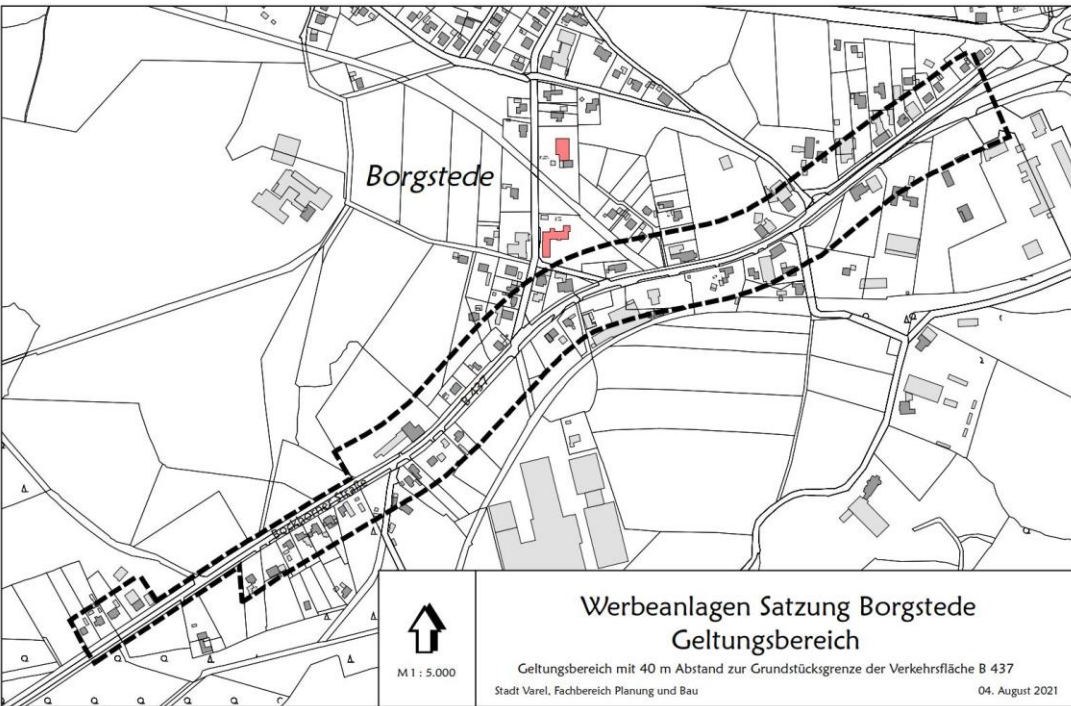 Borgstede
B 437
Bockhorner Straße
M 1 : 5.000
Werbeanlagen Satzung Borgstede
Geltungsbereich
Geltungsbereich mit 40 m Abstand zur Grundstücksgrenze der Verkehrsfläche B 437
Stadt Varel, Fachbereich Planung und Bau
04. August 2021